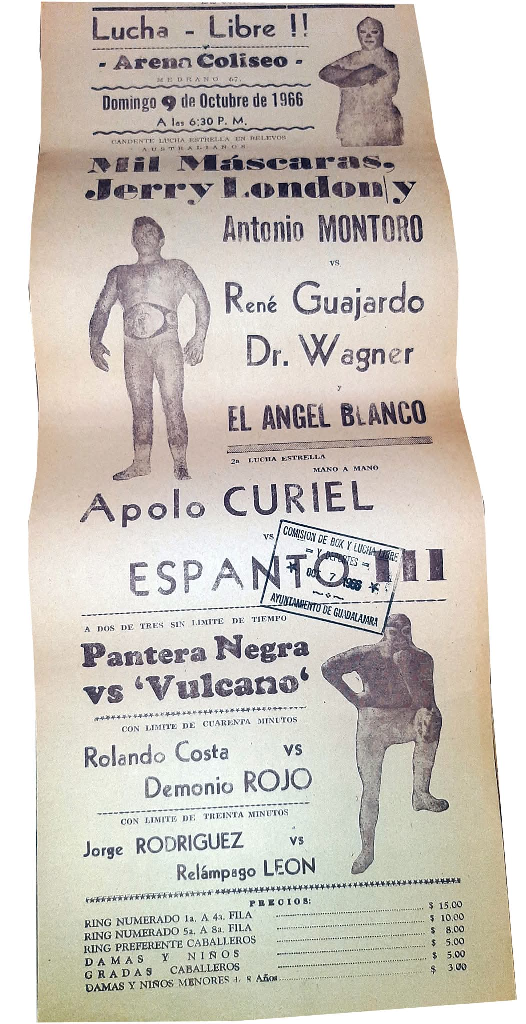 Lucha - Libre !!
y
- Arena Coliseo -
MEDRANO 67.
Domingo 9 de Octubre de 1966
A las 6:30 P. M.
CANDENTE LUCHA ESTRELLA EN RELEVOS
AUSTRALIANOS
Mil Máscaras,
Jerry London y
Antonio MONTORO
vs
René Guajardo
Dr. Wagner
y
EL ANGEL BLANCO
2a LUCHA ESTRELLA
MANO A MANO
Apolo CURIEL
vs
ESPANTO III
COMISION DE BOX Y LUCHA LIBRE
Y DEPORTES
OCT 7 1966
AYUNTAMIENTO DE GUADALAJARA
A DOS DE TRES SIN LIMITE DE TIEMPO
Pantera Negra
vs 'Vulcano'
CON LIMITE DE CUARENTA MINUTOS
Rolando Costa vs
Demonio ROJO
CON LIMITE DE TREINTA MINUTOS
Jorge RODRIGUEZ vs
Relámpago LEON
PRECIOS:
RING NUMERADO 1a. A 4a. FILA $ 15.00
RING NUMERADO 5a. A 8a. FILA $ 10.00
RING PREFERENTE CABALLEROS $ 8.00
DAMAS Y NIÑOS $ 5.00
GRADAS CABALLEROS $ 5.00
DAMAS Y NIÑOS MENORES 8 Años $ 3.00